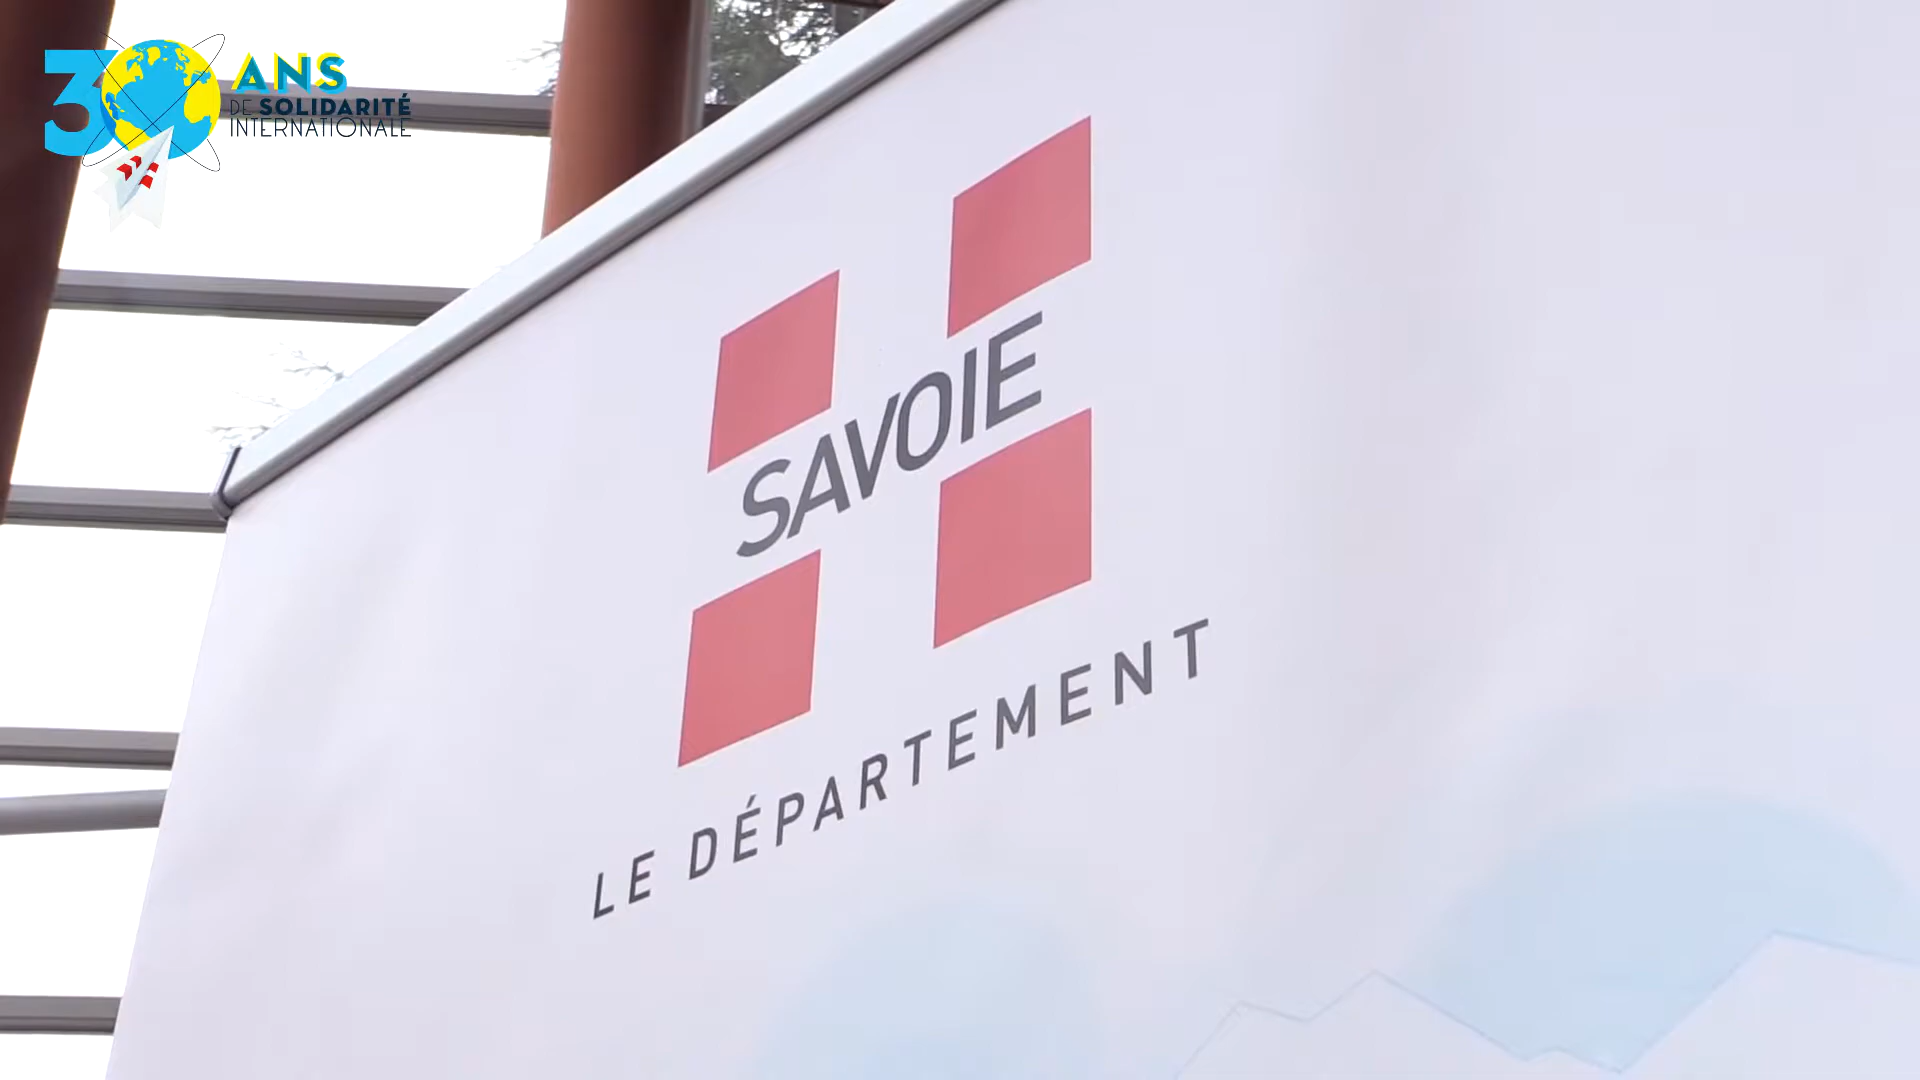 30 ANS
DE SOLIDARITÉ
INTERNATIONALE
SAVOIE
LE DÉPARTEMENT